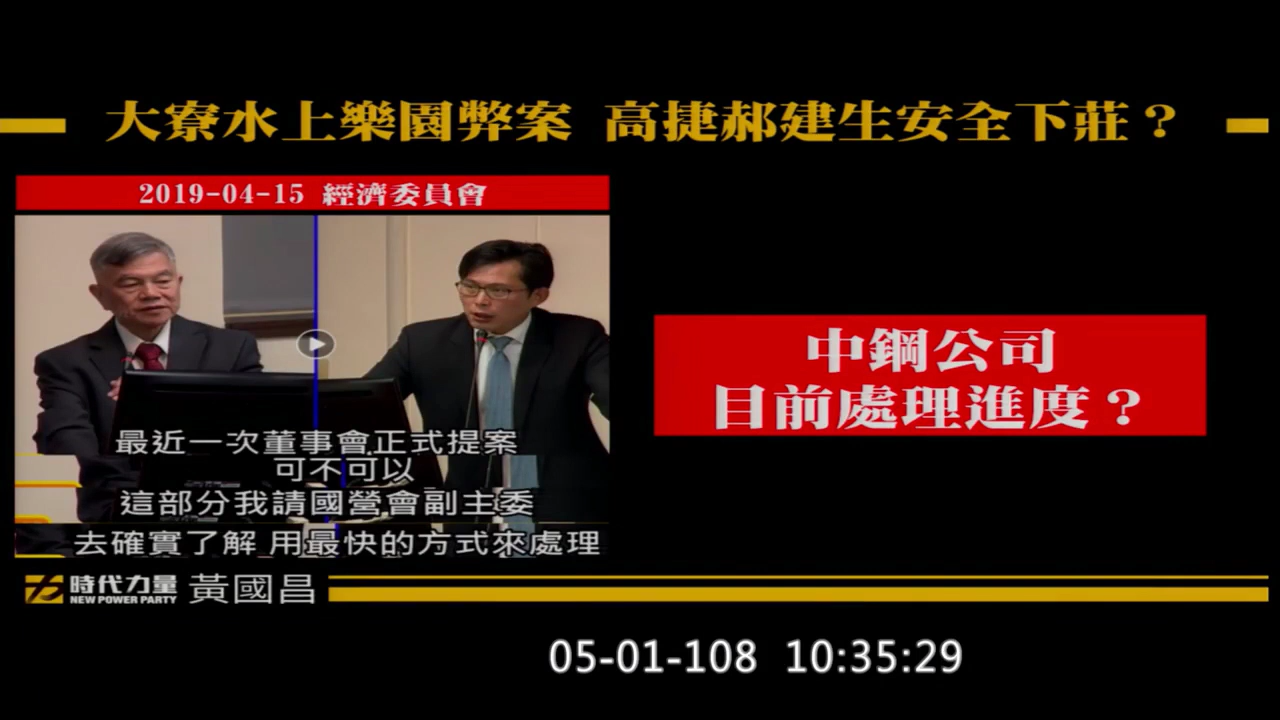 大寮水上樂園弊案 高捷郝建生安全下莊？
2019-04-15 經濟委員會
最近一次董事會正式提案
可不可以
這部分我請國營會副主委
去確實了解 用最快的方式來處理
中鋼公司
目前處理進度？
時代力量
NEW POWER PARTY
黃國昌
05-01-108 10:35:29